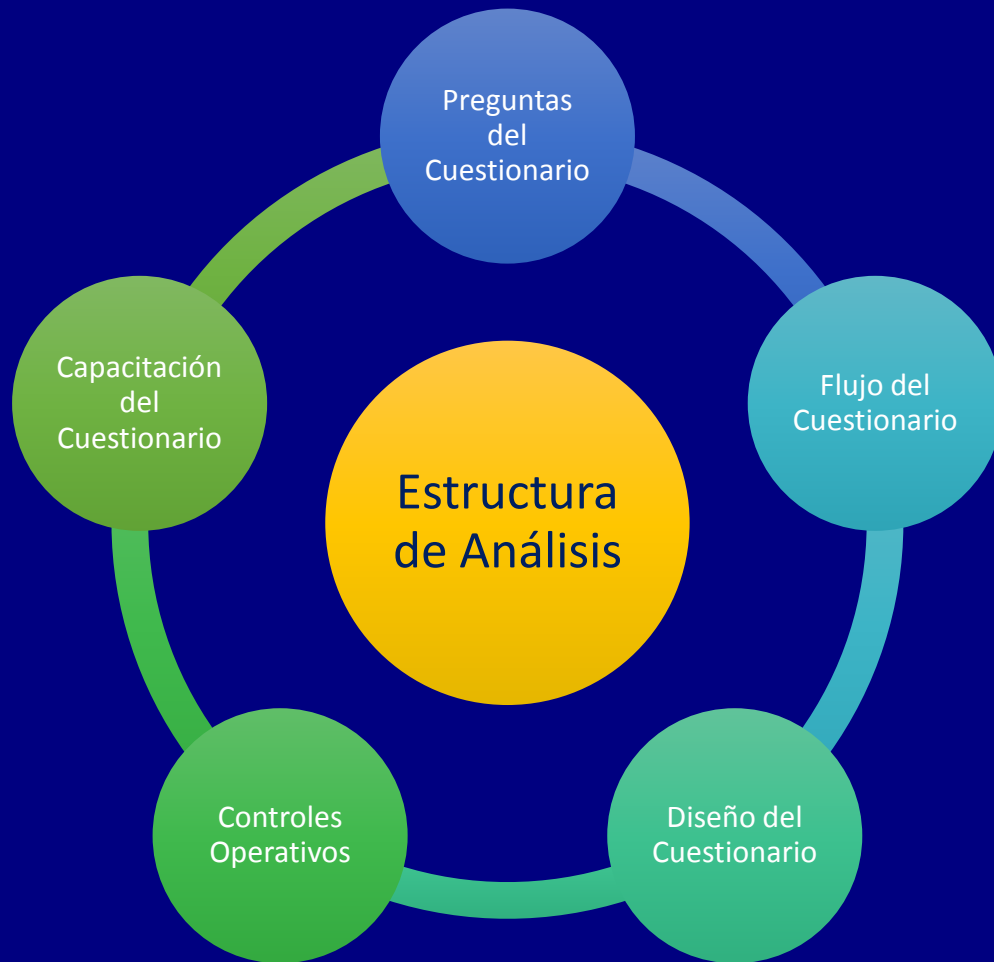 Preguntas
del
Cuestionario
Flujo del
Cuestionario
Diseño del
Cuestionario
Controles
Operativos
Capacitación
del
Cuestionario
Estructura
de Análisis